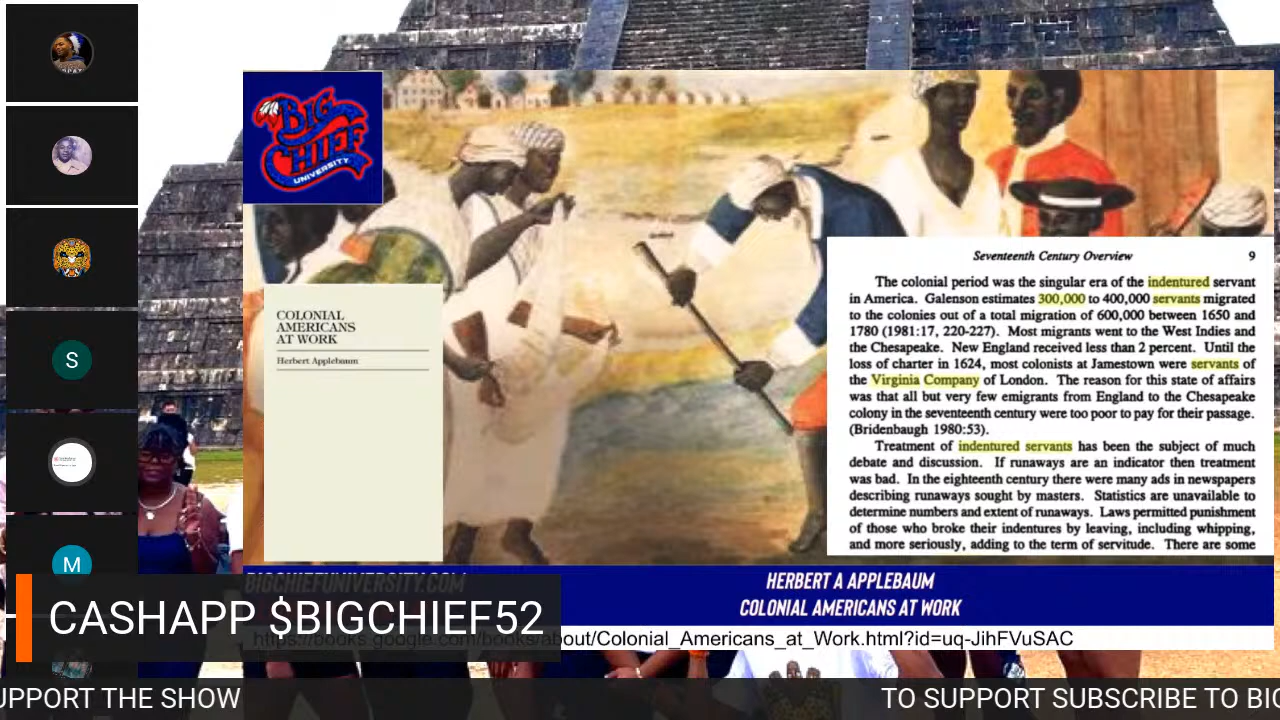 BIG
CHIEF
UNIVERSITY
S
M
COLONIAL
AMERICANS
AT WORK
Herbert Applebaum
Seventeenth Century Overview 9
The colonial period was the singular era of the indentured servant
in America. Galenson estimates 300,000 to 400,000 servants migrated
to the colonies out of a total migration of 600,000 between 1650 and
1780 (1981:17, 220-227). Most migrants went to the West Indies and
the Chesapeake. New England received less than 2 percent. Until the
loss of charter in 1624, most colonists at Jamestown were servants of
the Virginia Company of London. The reason for this state of affairs
was that all but very few emigrants from England to the Chesapeake
colony in the seventeenth century were too poor to pay for their passage.
(Bridenbaugh 1980:53).
Treatment of indentured servants has been the subject of much
debate and discussion. If runaways are an indicator then treatment
was bad. In the eighteenth century there were many ads in newspapers
describing runaways sought by masters. Statistics are unavailable to
determine numbers and extent of runaways. Laws permitted punishment
of those who broke their indentures by leaving, including whipping,
and more seriously, adding to the term of servitude. There are some
BIGCHIEFUNIVERSITY.COM
HERBERT A APPLEBAUM
COLONIAL AMERICANS AT WORK
CASHAPP $BIGCHIEF52
https://books.google.com/books/about/Colonial_Americans_at_Work.html?id=uq-JihFVuSAC
UPPORT THE SHOW
TO SUPPORT SUBSCRIBE TO BIG